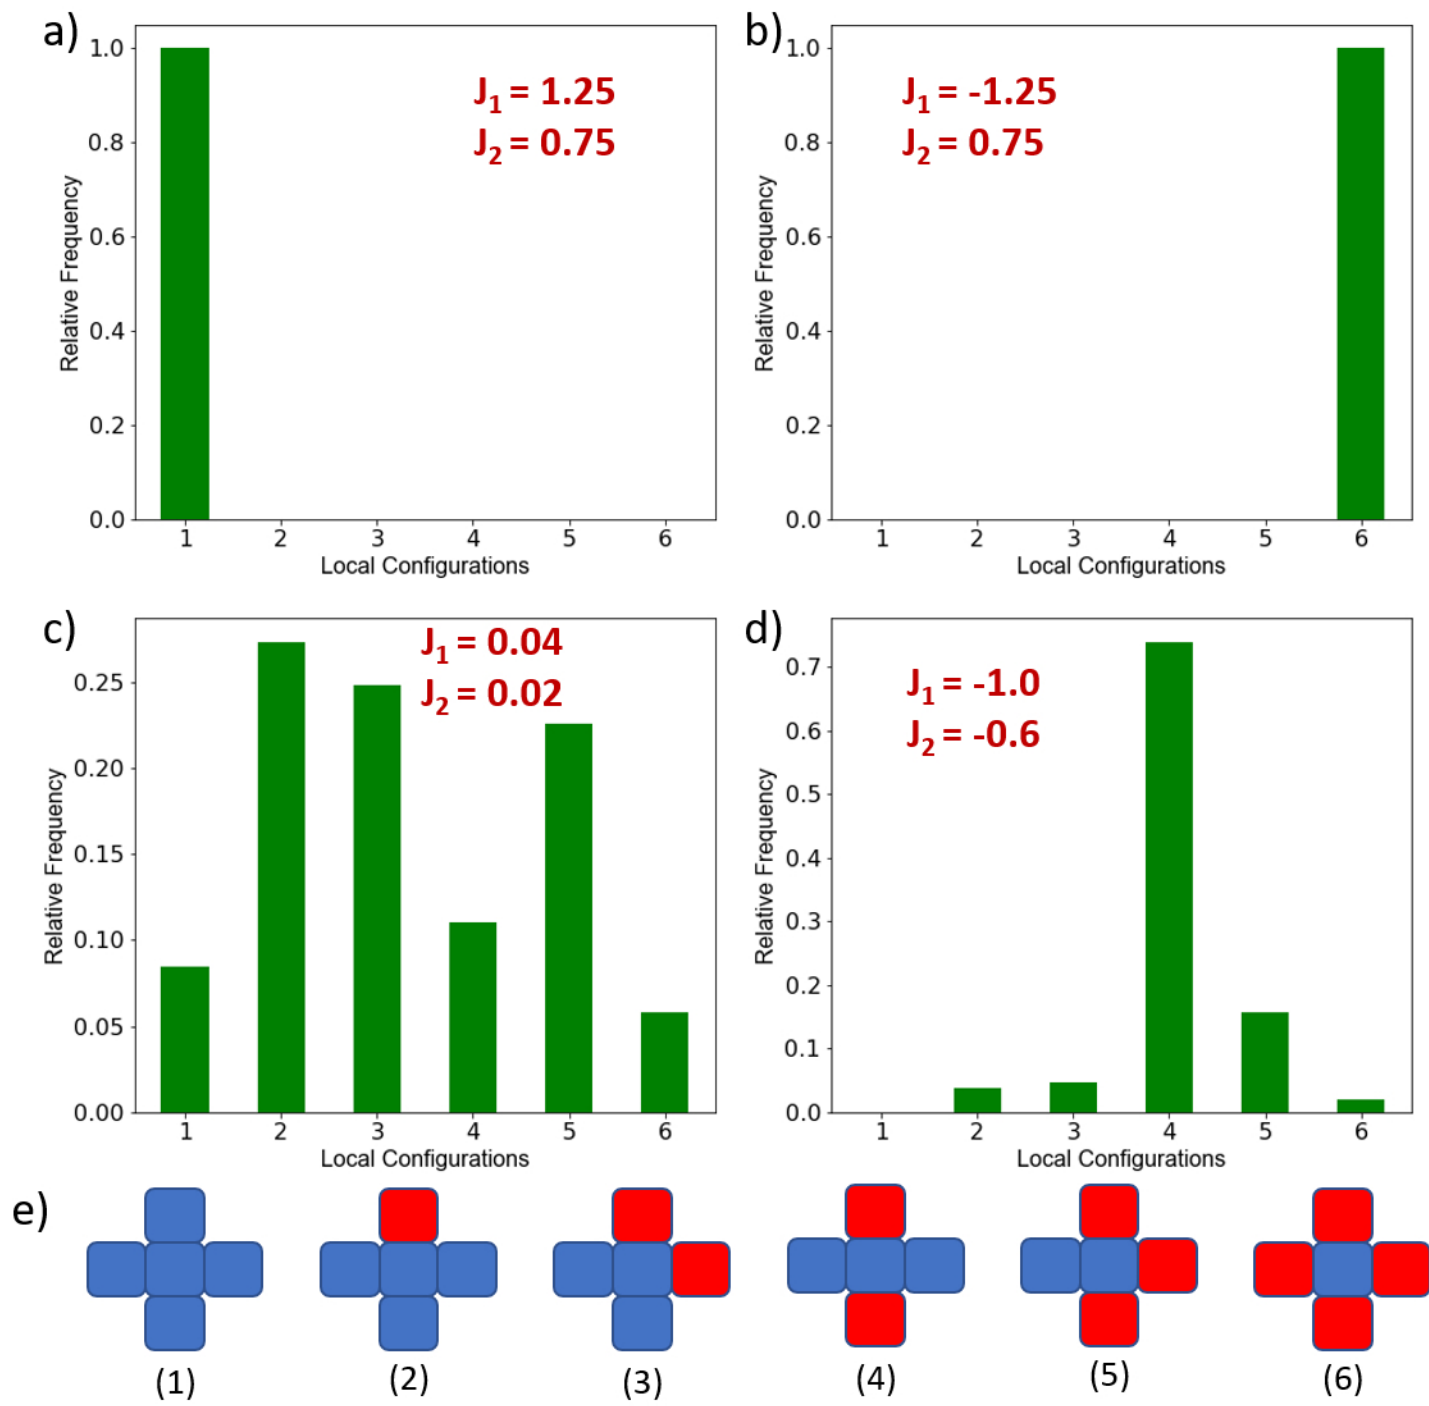 a)
1.0
0.8
0.6
0.4
0.2
0.0
Relative Frequency
J1 = 1.25
J2 = 0.75
1 2 3 4 5 6
Local Configurations
b)
1.0
0.8
0.6
0.4
0.2
0.0
Relative Frequency
J1 = -1.25
J2 = 0.75
1 2 3 4 5 6
Local Configurations
c)
0.25
0.20
0.15
0.10
0.05
0.00
Relative Frequency
J1 = 0.04
J2 = 0.02
1 2 3 4 5 6
Local Configurations
d)
0.7
0.6
0.5
0.4
0.3
0.2
0.1
0.0
Relative Frequency
J1 = -1.0
J2 = -0.6
1 2 3 4 5 6
Local Configurations
e)
(1) (2) (3) (4) (5) (6)